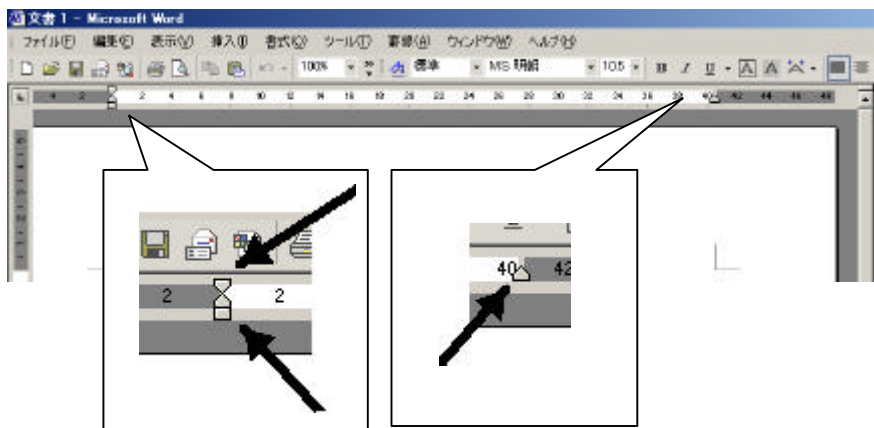 文書 1 - Microsoft Word
ファイル(F) 編集(E) 表示(V) 挿入(I) 書式(O) ツール(T) 罫線(A) ウィンドウ(W) ヘルプ(H)
100% 標準 MS 明朝 10.5 B I U A A
4 2 2 4 6 8 10 12 14 16 18 20 22 24 26 28 30 32 34 36 38 40 42 44 46 48
2 2
40 42